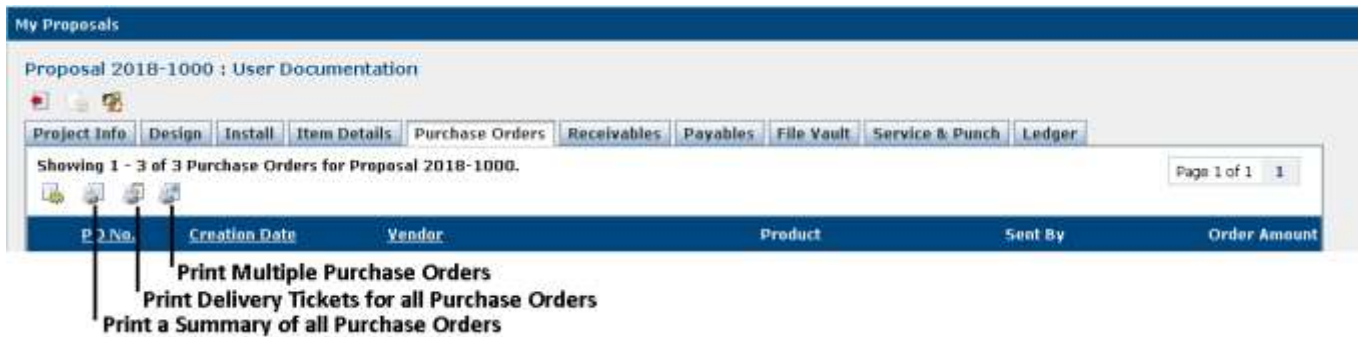 My Proposals
Proposal 2018-1000 : User Documentation
Project Info Design Install Item Details Purchase Orders Receivables Payables File Vault Service & Punch Ledger
Showing 1 - 3 of 3 Purchase Orders for Proposal 2018-1000.
Page 1 of 1 1
PO No. Creation Date Vendor Product Sent By Order Amount
Print Multiple Purchase Orders
Print Delivery Tickets for all Purchase Orders
Print a Summary of all Purchase Orders